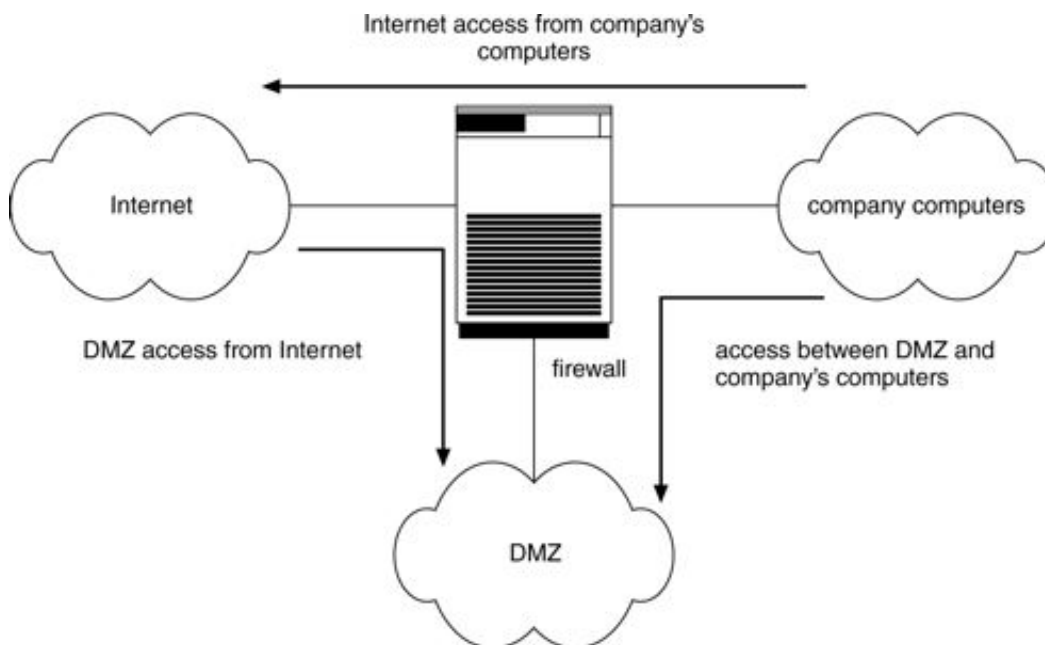 Internet access from company's
computers
Internet
company computers
DMZ access from Internet
firewall
access between DMZ and
company's computers
DMZ